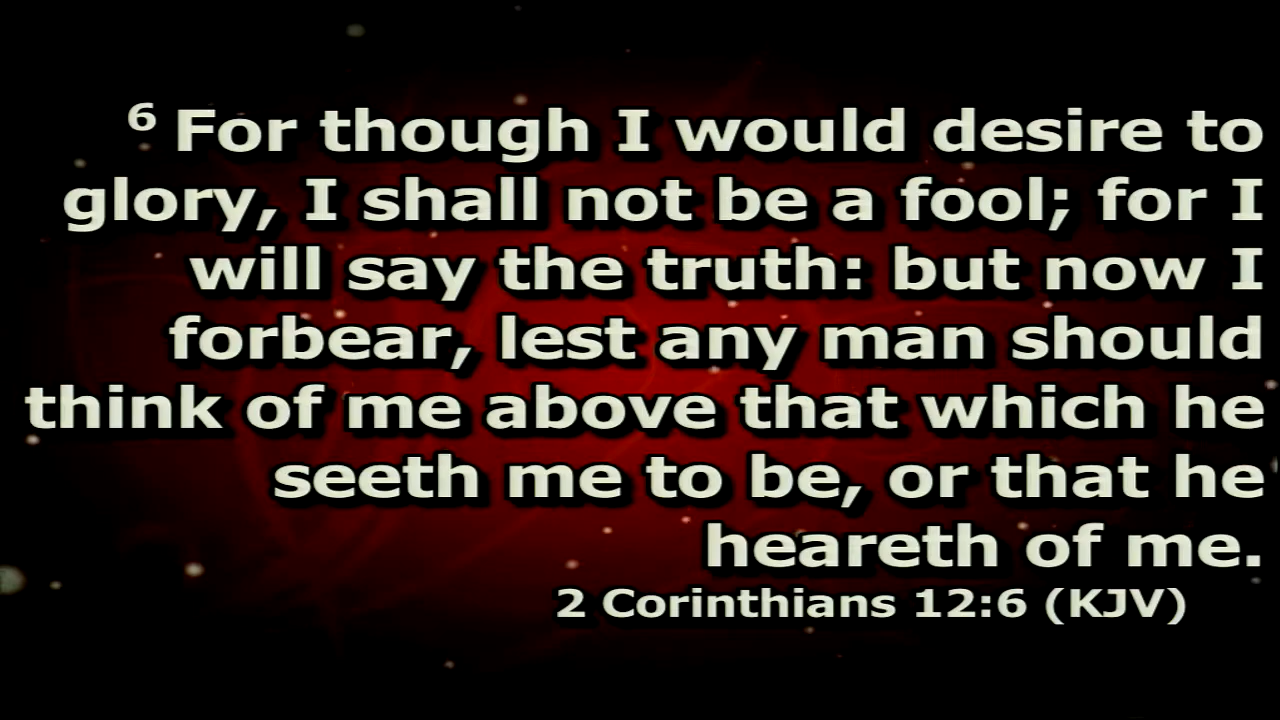 6 For though I would desire to
glory, I shall not be a fool; for I
will say the truth: but now I
forbear, lest any man should
think of me above that which he
seeth me to be, or that he
heareth of me.
2 Corinthians 12:6 (KJV)